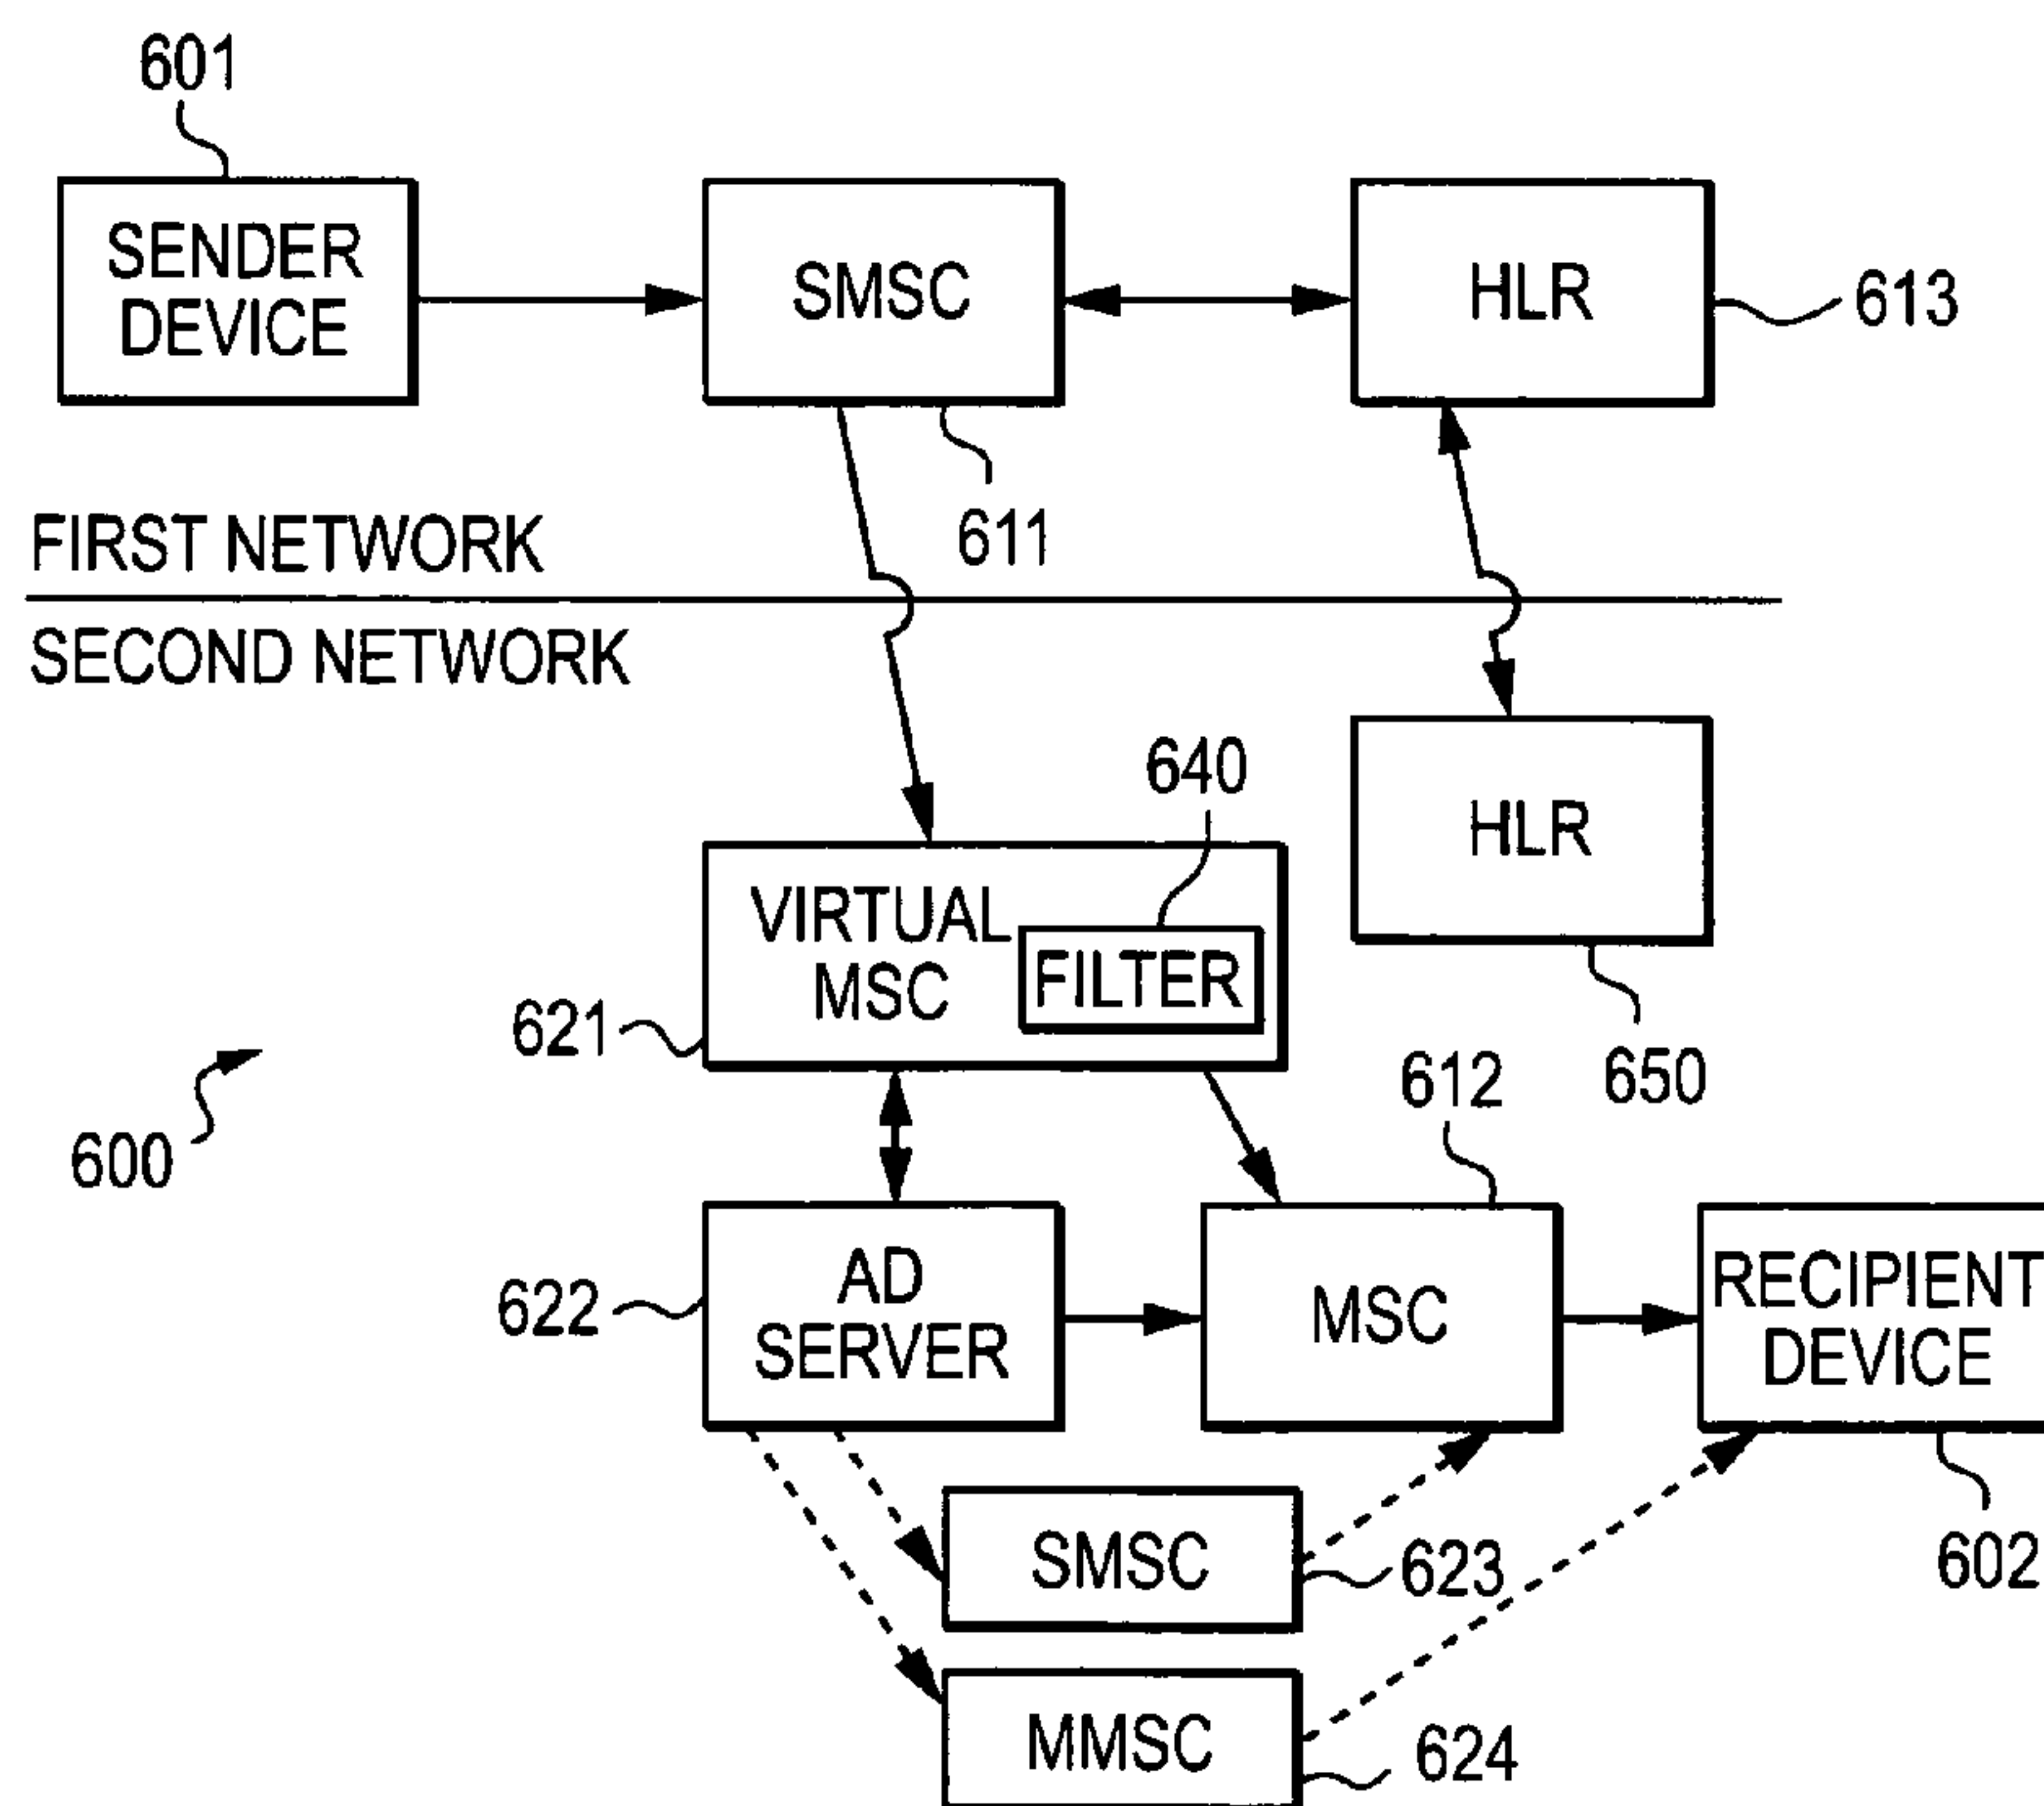 601
SENDER
DEVICE
SMSC
HLR
613
611
FIRST NETWORK
SECOND NETWORK
640
HLR
VIRTUAL
MSC
FILTER
621
612
650
600
AD
SERVER
622
MSC
RECIPIENT
DEVICE
SMSC
623
602
MMSC
624